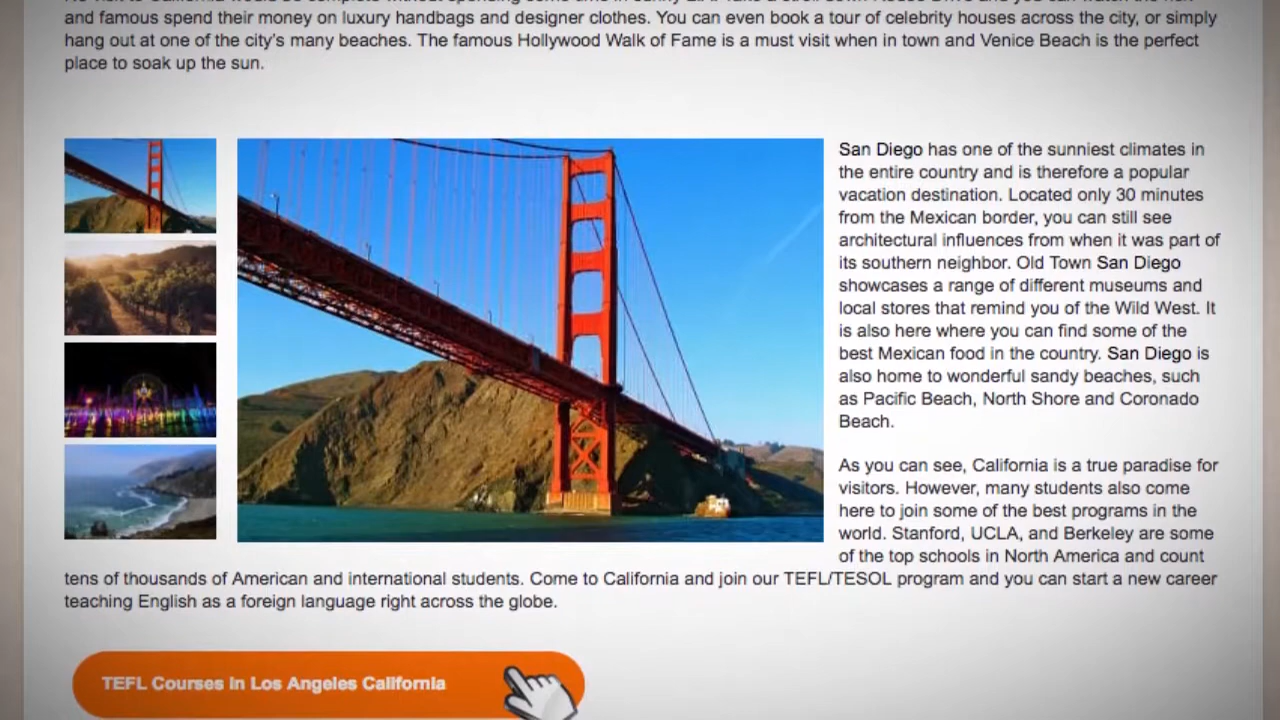 and famous spend their money on luxury handbags and designer clothes. You can even book a tour of celebrity houses across the city, or simply
hang out at one of the city's many beaches. The famous Hollywood Walk of Fame is a must visit when in town and Venice Beach is the perfect
place to soak up the sun.
San Diego has one of the sunniest climates in
the entire country and is therefore a popular
vacation destination. Located only 30 minutes
from the Mexican border, you can still see
architectural influences from when it was part of
its southern neighbor. Old Town San Diego
showcases a range of different museums and
local stores that remind you of the Wild West. It
is also here where you can find some of the
best Mexican food in the country. San Diego is
also home to wonderful sandy beaches, such
as Pacific Beach, North Shore and Coronado
Beach.
As you can see, California is a true paradise for
visitors. However, many students also come
here to join some of the best programs in the
world. Stanford, UCLA, and Berkeley are some
of the top schools in North America and count
tens of thousands of American and international students. Come to California and join our TEFL/TESOL program and you can start a new career
teaching English as a foreign language right across the globe.
TEFL Courses In Los Angeles California